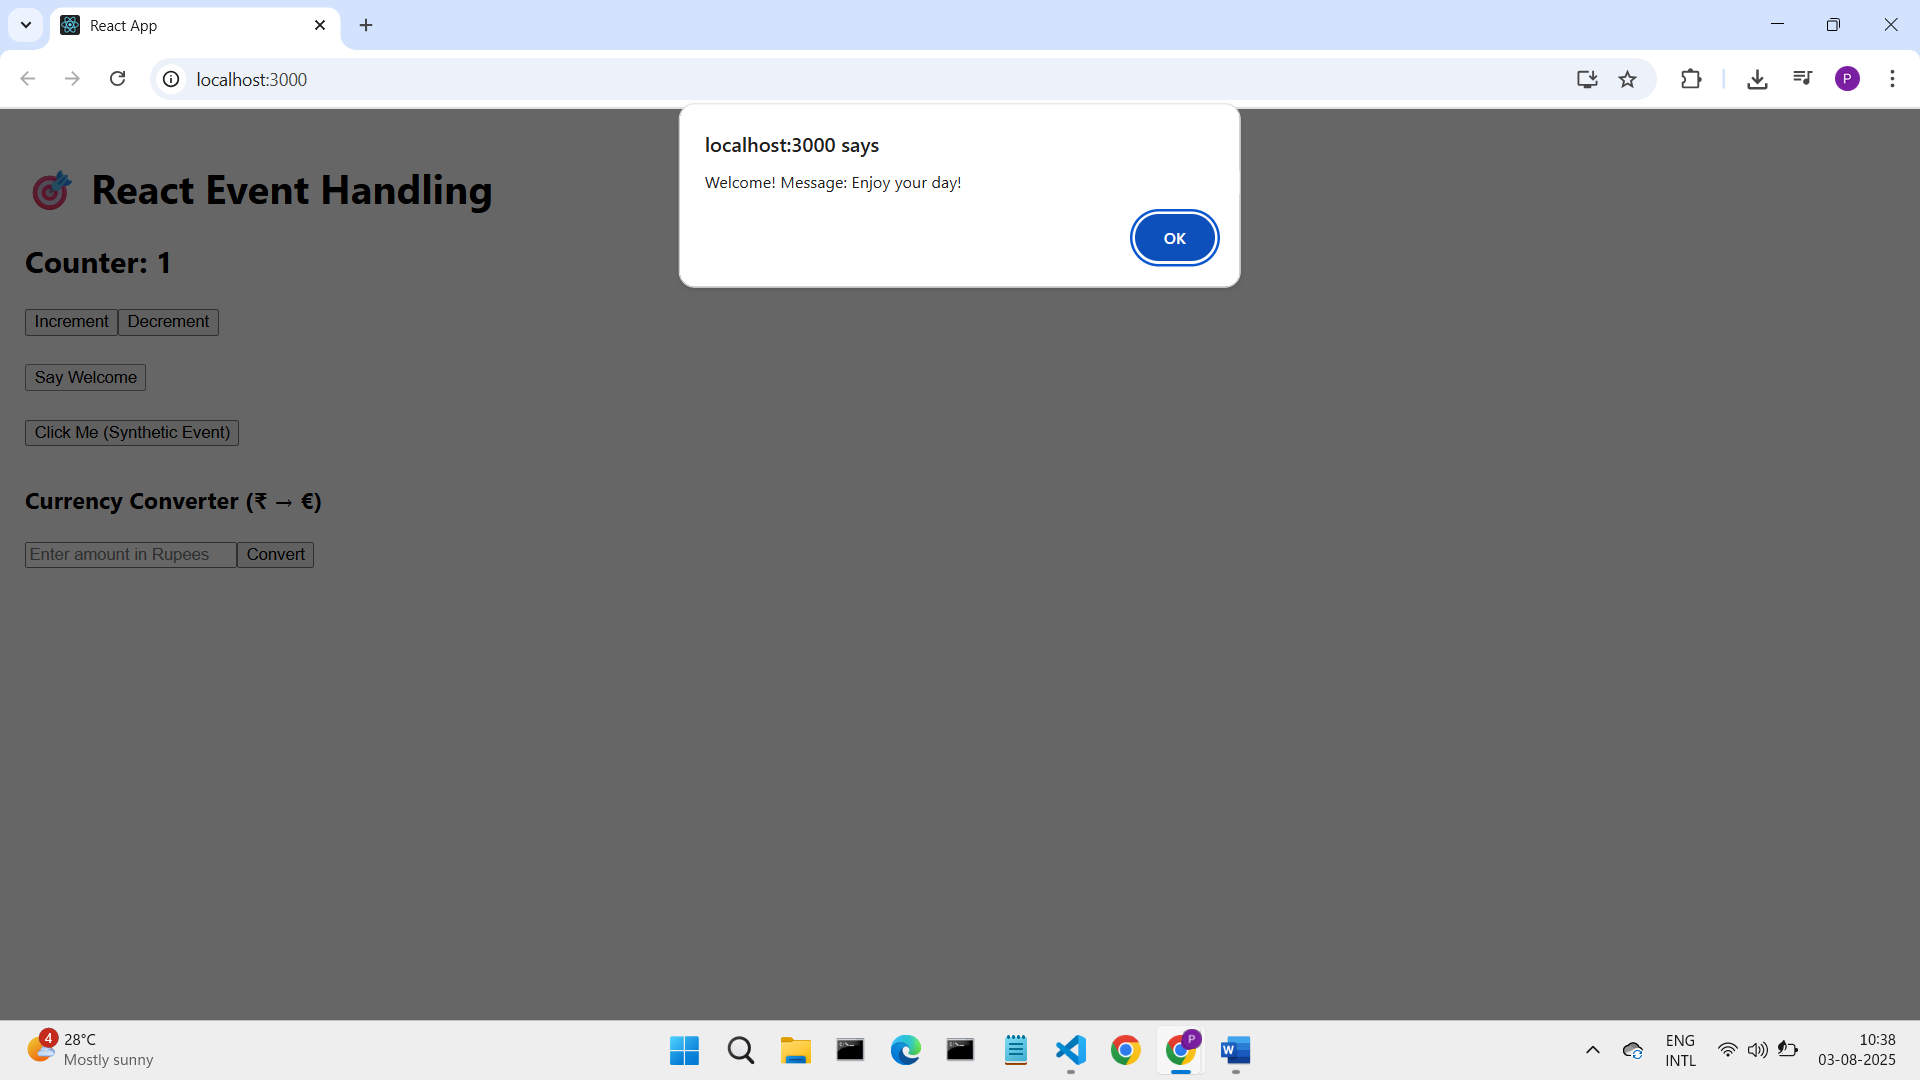 React App
localhost:3000
P
localhost:3000 says
Welcome! Message: Enjoy your day!
OK
🎯 React Event Handling
Counter: 1
Increment Decrement
Say Welcome
Click Me (Synthetic Event)
Currency Converter (₹ → €)
Enter amount in Rupees Convert
4
28°C
Mostly sunny
P
W
ENG
INTL
10:38
03-08-2025